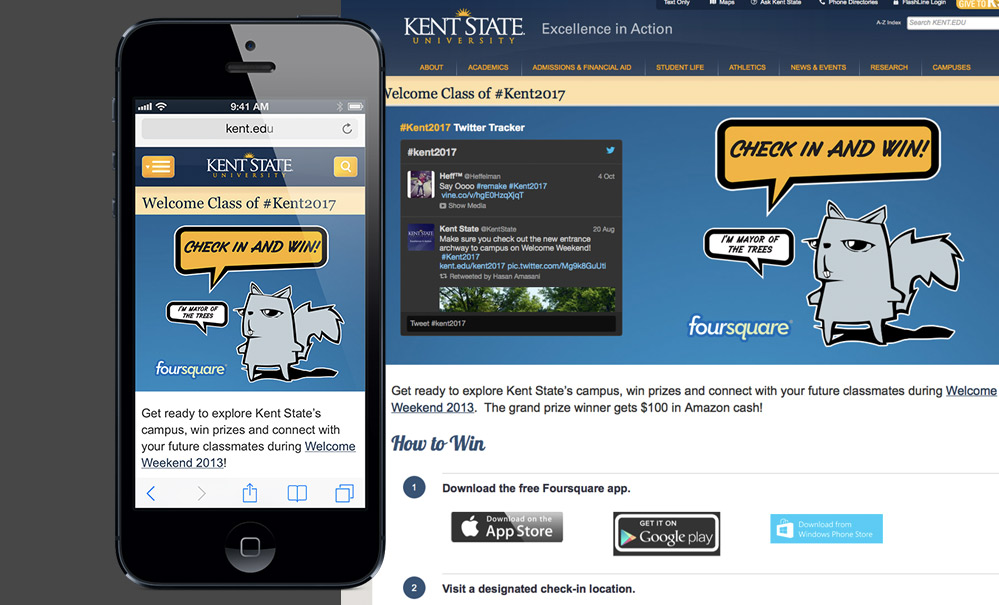 9:41 AM
kent.edu
KENT STATE
UNIVERSITY
Welcome Class of #Kent2017
CHECK IN AND WIN!
I'M MAYOR OF
THE TREES
foursquare
Get ready to explore Kent State's
campus, win prizes and connect with
your future classmates during Welcome
Weekend 2013!
Text Only Maps Ask Kent State Phone Directories FlashLine Login GIVE TO
KENT STATE
UNIVERSITY
Excellence in Action
A-Z Index Search KENT.EDU
ABOUT ACADEMICS ADMISSIONS & FINANCIAL AID STUDENT LIFE ATHLETICS NEWS & EVENTS RESEARCH CAMPUSES
Welcome Class of #Kent2017
#Kent2017 Twitter Tracker
#kent2017
Heff™ @Heffelman 4 Oct
Say Oooo #remake #Kent2017
vine.co/v/hgE0HzqXjqT
Show Media
KENT STATE
Kent State @KentState 20 Aug
Make sure you check out the new entrance
archway to campus on Welcome Weekend!
#Kent2017
kent.edu/kent2017 pic.twitter.com/Mg9k8GuUti
Retweeted by Hasan Amasani
Tweet #kent2017
CHECK IN AND WIN!
I'M MAYOR OF
THE TREES
foursquare
Get ready to explore Kent State's campus, win prizes and connect with your future classmates during Welcome
Weekend 2013. The grand prize winner gets $100 in Amazon cash!
How to Win
1 Download the free Foursquare app.
Download on the
App Store
GET IT ON
Google play
Download from
Windows Phone Store
2 Visit a designated check-in location.